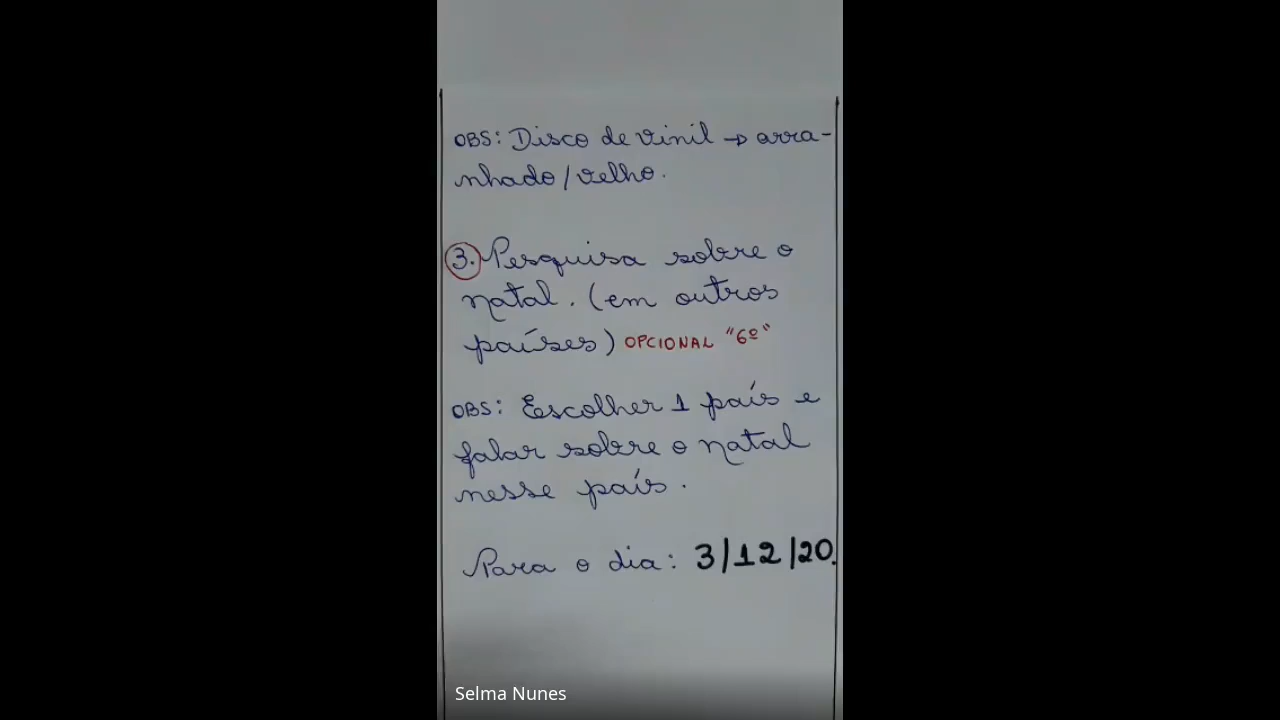 OBS: Disco de vinil → arra-
nhado/velho.
3. Pesquisa sobre o
natal. (em outros
países) OPCIONAL "6º"
OBS: Escolher 1 país e
falar sobre o natal
nesse país.
Para o dia: 3/12/20.
Selma Nunes